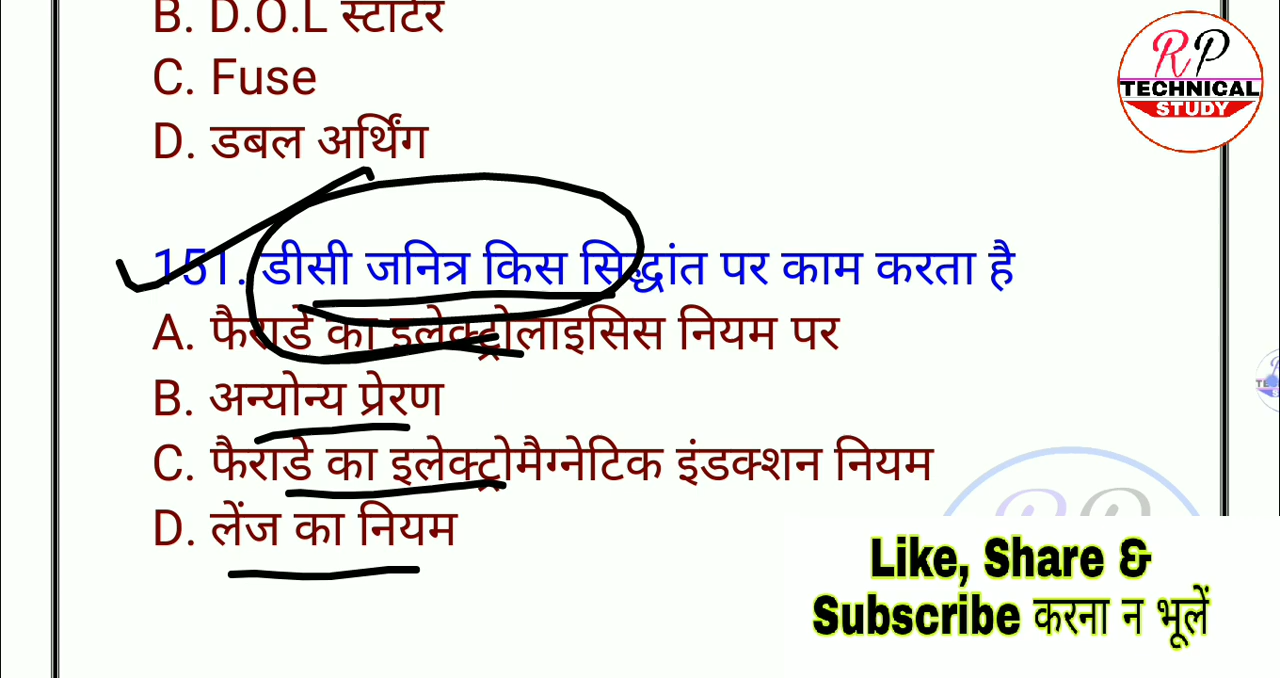 B. D.O.L स्टार्टर
C. Fuse
D. डबल अर्थिंग
RP
TECHNICAL
STUDY
151. डीसी जनित्र किस सिद्धांत पर काम करता है
A. फैराडे का इलेक्ट्रोलाइसिस नियम पर
B. अन्योन्य प्रेरण
C. फैराडे का इलेक्ट्रोमैग्नेटिक इंडक्शन नियम
D. लेंज का नियम
Like, Share &
Subscribe करना न भूलें